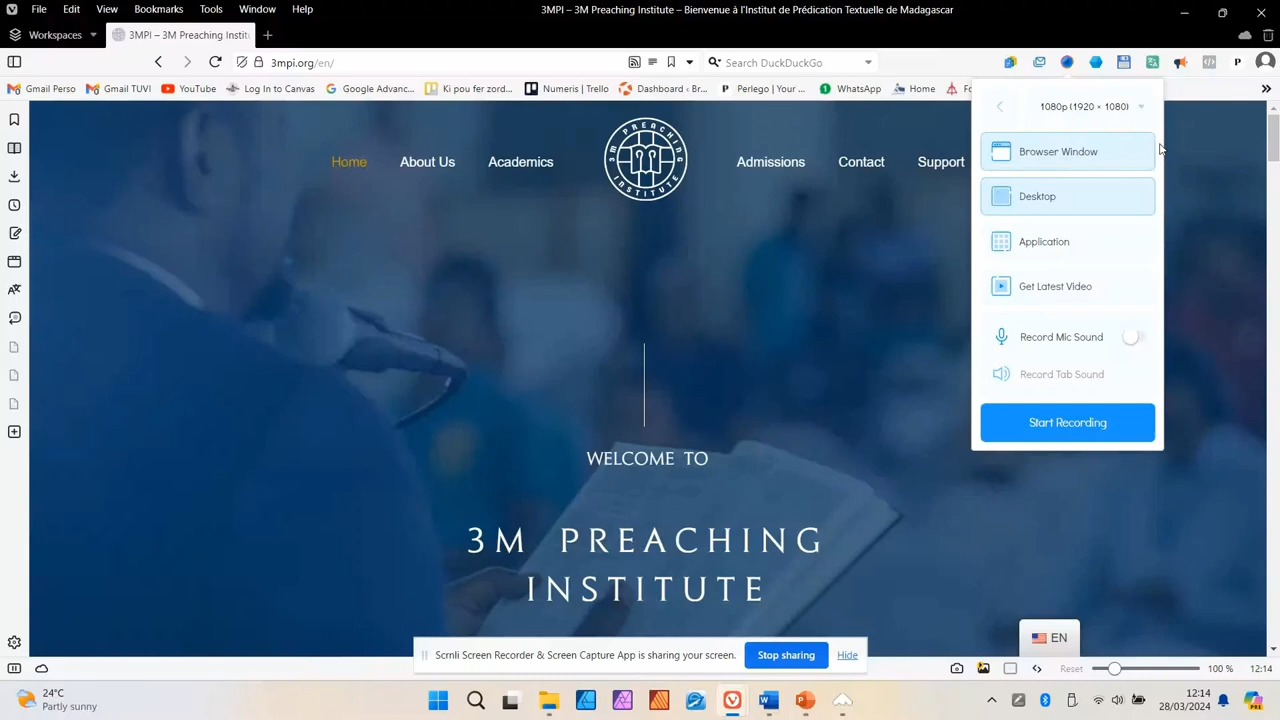 File Edit View Bookmarks Tools Window Help
3MPI – 3M Preaching Institute – Bienvenue à l'Institut de Prédication Textuelle de Madagascar
Workspaces
3MPI – 3M Preaching Institu
3mpi.org/en/
Search DuckDuckGo
Gmail Perso
Gmail TUVI
YouTube
Log In to Canvas
Google Advanc...
Ki pou fer zord...
Numeris | Trello
Dashboard ‹ Br...
Perlego / Your ...
WhatsApp
Home
Home
About Us
Academics
3M PREACHING INSTITUTE
Admissions
Contact
Support
1080p (1920 × 1080)
Browser Window
Desktop
Application
Get Latest Video
Record Mic Sound
Record Tab Sound
Start Recording
WELCOME TO
3M PREACHING
INSTITUTE
EN
Scrnli Screen Recorder & Screen Capture App is sharing your screen.
Stop sharing
Hide
Reset
100 %
12:14
24°C
Partly sunny
12:14
28/03/2024